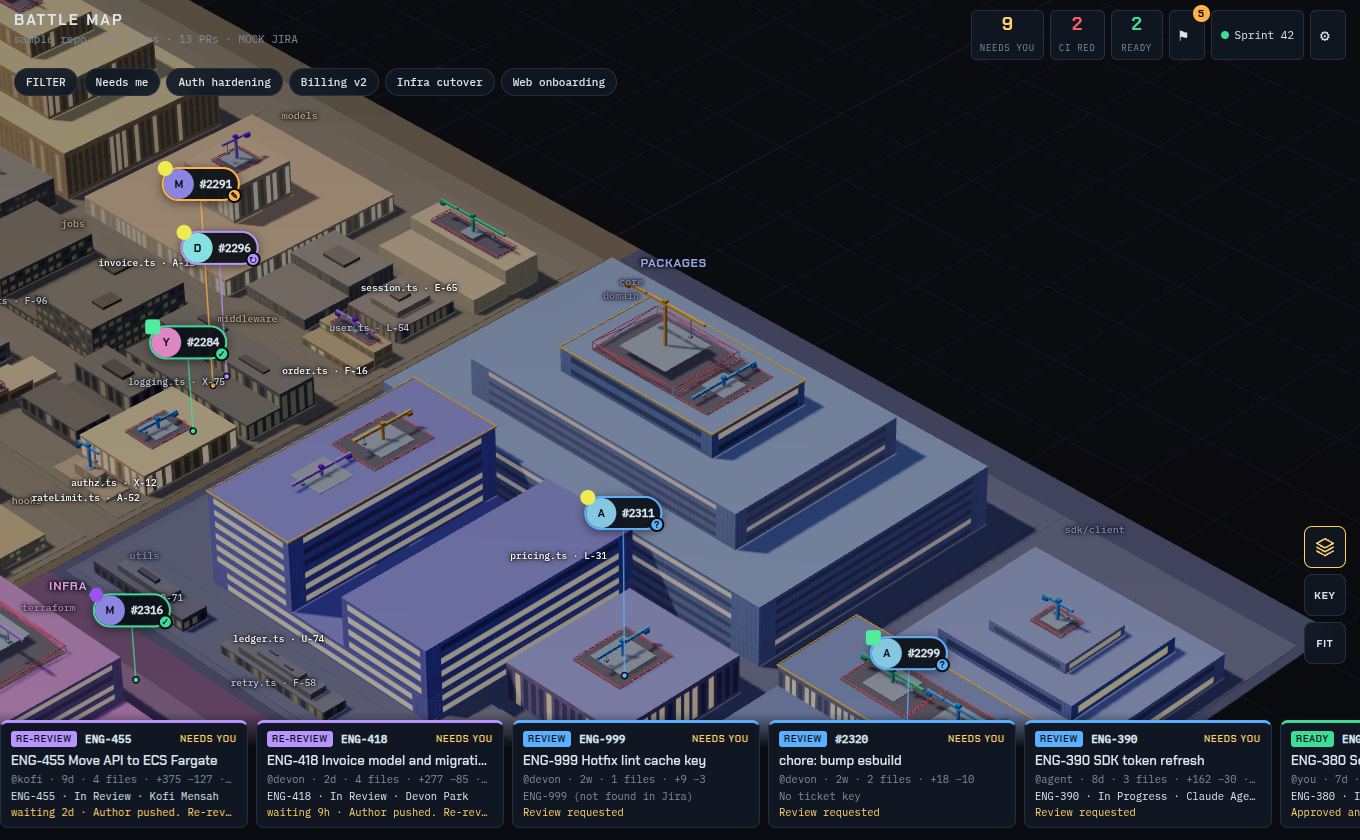 BATTLE MAP
sample repo · 13 PRs · MOCK JIRA
9
NEEDS YOU
2
CI RED
2
READY
5
Sprint 42
FILTER
Needs me
Auth hardening
Billing v2
Infra cutover
Web onboarding
models
M #2291
jobs
D #2296
invoice.ts · A-
PACKAGES
core
domain
session.ts · E-65
ts · F-96
middleware
user.ts · L-54
Y #2284
order.ts · F-16
logging.ts · X-75
authz.ts · X-12
hooks
rateLimit.ts · A-52
A #2311
?
sdk/client
utils
pricing.ts · L-31
INFRA
terraform
M #2316
-71
KEY
ledger.ts · U-74
FIT
A #2299
?
retry.ts · F-58
RE-REVIEW ENG-455 NEEDS YOU
ENG-455 Move API to ECS Fargate
@kofi · 9d · 4 files · +375 −127 ·…
ENG-455 · In Review · Kofi Mensah
waiting 2d · Author pushed. Re-rev…
RE-REVIEW ENG-418 NEEDS YOU
ENG-418 Invoice model and migrati…
@devon · 2d · 4 files · +277 −85 ·…
ENG-418 · In Review · Devon Park
waiting 9h · Author pushed. Re-rev…
REVIEW ENG-999 NEEDS YOU
ENG-999 Hotfix lint cache key
@devon · 2w · 1 files · +9 −3
ENG-999 (not found in Jira)
Review requested
REVIEW #2320 NEEDS YOU
chore: bump esbuild
@devon · 2w · 2 files · +18 −10
No ticket key
Review requested
REVIEW ENG-390 NEEDS YOU
ENG-390 SDK token refresh
@agent · 8d · 3 files · +162 −30 ·…
ENG-390 · In Progress · Claude Age…
Review requested
READY ENG
ENG-380 Se
@you · 7d ·
ENG-380 · I
Approved an